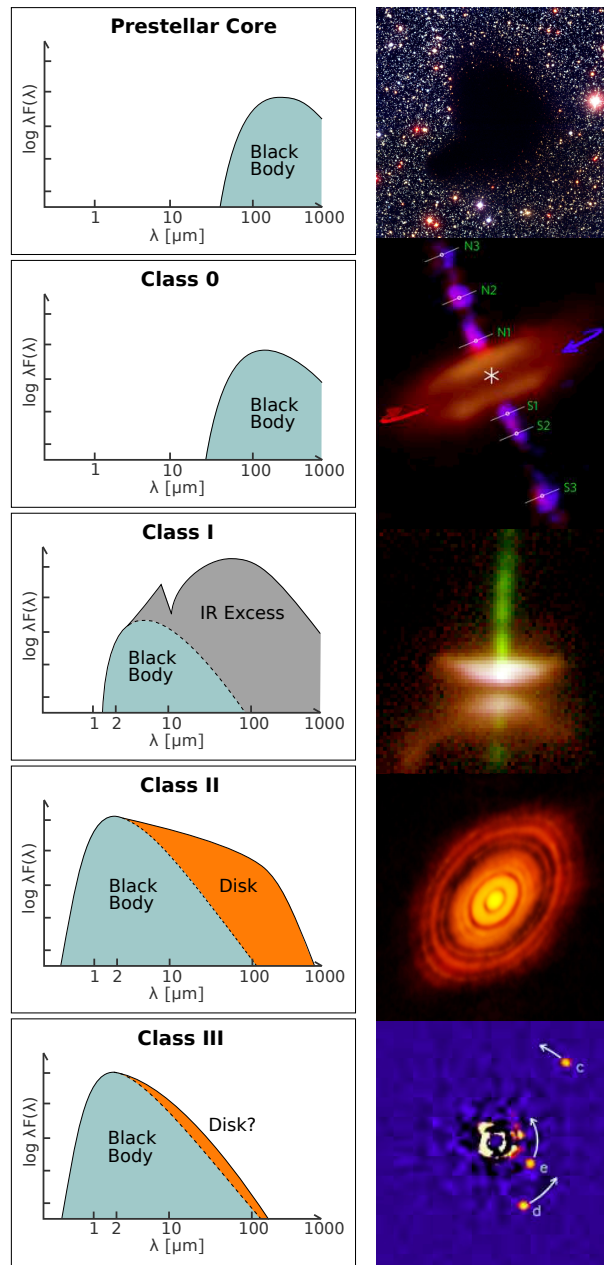 Prestellar Core
log λF(λ)
Black
Body
1 10 100 1000
λ [μm]
N3
N2
N1
S1
S2
S3
Class 0
log λF(λ)
Black
Body
1 10 100 1000
λ [μm]
Class I
log λF(λ)
IR Excess
Black
Body
1 2 10 100 1000
λ [μm]
Class II
log λF(λ)
Black
Body
Disk
1 2 10 100 1000
λ [μm]
Class III
log λF(λ)
Disk?
Black
Body
1 2 10 100 1000
λ [μm]
c
e
d